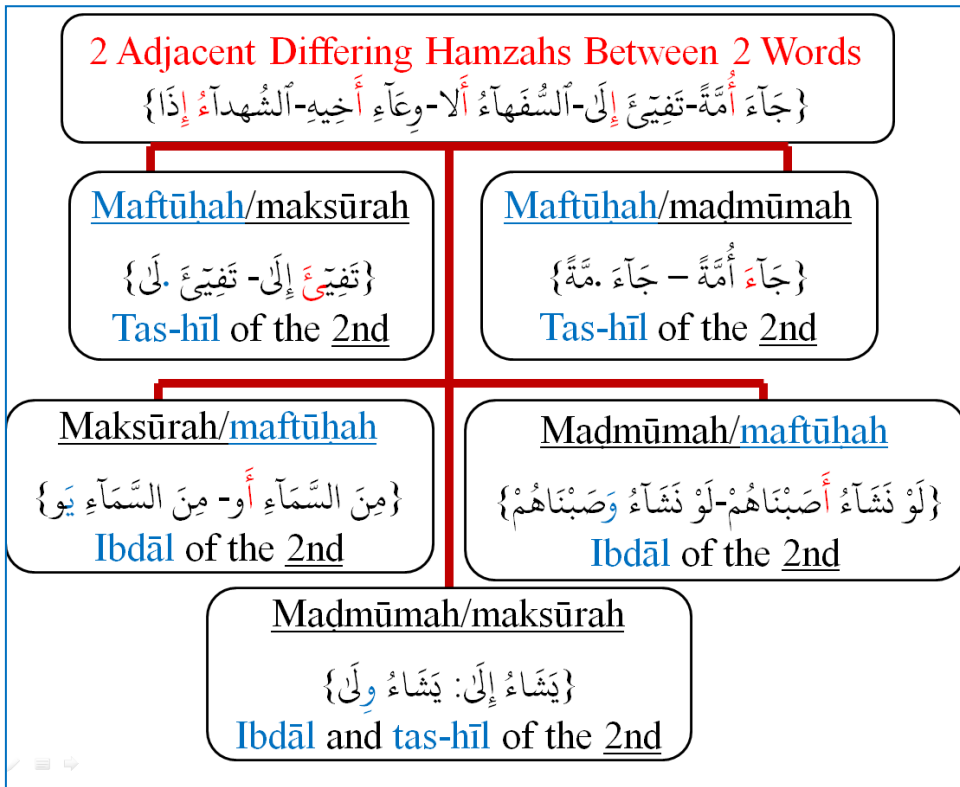 2 Adjacent Differing Hamzahs Between 2 Words
{جَآءَ أُمَّةً-تَفِيٓئَ إِلَىٰ-ٱلسُّفَهآءُ أَلا-وِعَآءِ أَخِيهِ-ٱلشُهدآءُ إِذَا}
Maftūḥah/maksūrah
{تَفِيٓئَ إِلَىٰ- تَفِيٓئَ .لَىٰ}
Tas-hīl of the 2nd
Maftūḥah/maḍmūmah
{جَآءَ أُمَّةً – جَآءَ .مَّةً}
Tas-hīl of the 2nd
Maksūrah/maftūḥah
{مِنَ السَّمَآءِ أَو- مِنَ السَّمَآءِ يَو}
Ibdāl of the 2nd
Maḍmūmah/maftūḥah
{لَوْ نَشَآءُ أَصَبْنَاهُمْ-لَوْ نَشَآءُ وَصَبْنَاهُمْ}
Ibdāl of the 2nd
Maḍmūmah/maksūrah
{يَشَاءُ إِلَىٰ: يَشَاءُ وِلَىٰ}
Ibdāl and tas-hīl of the 2nd